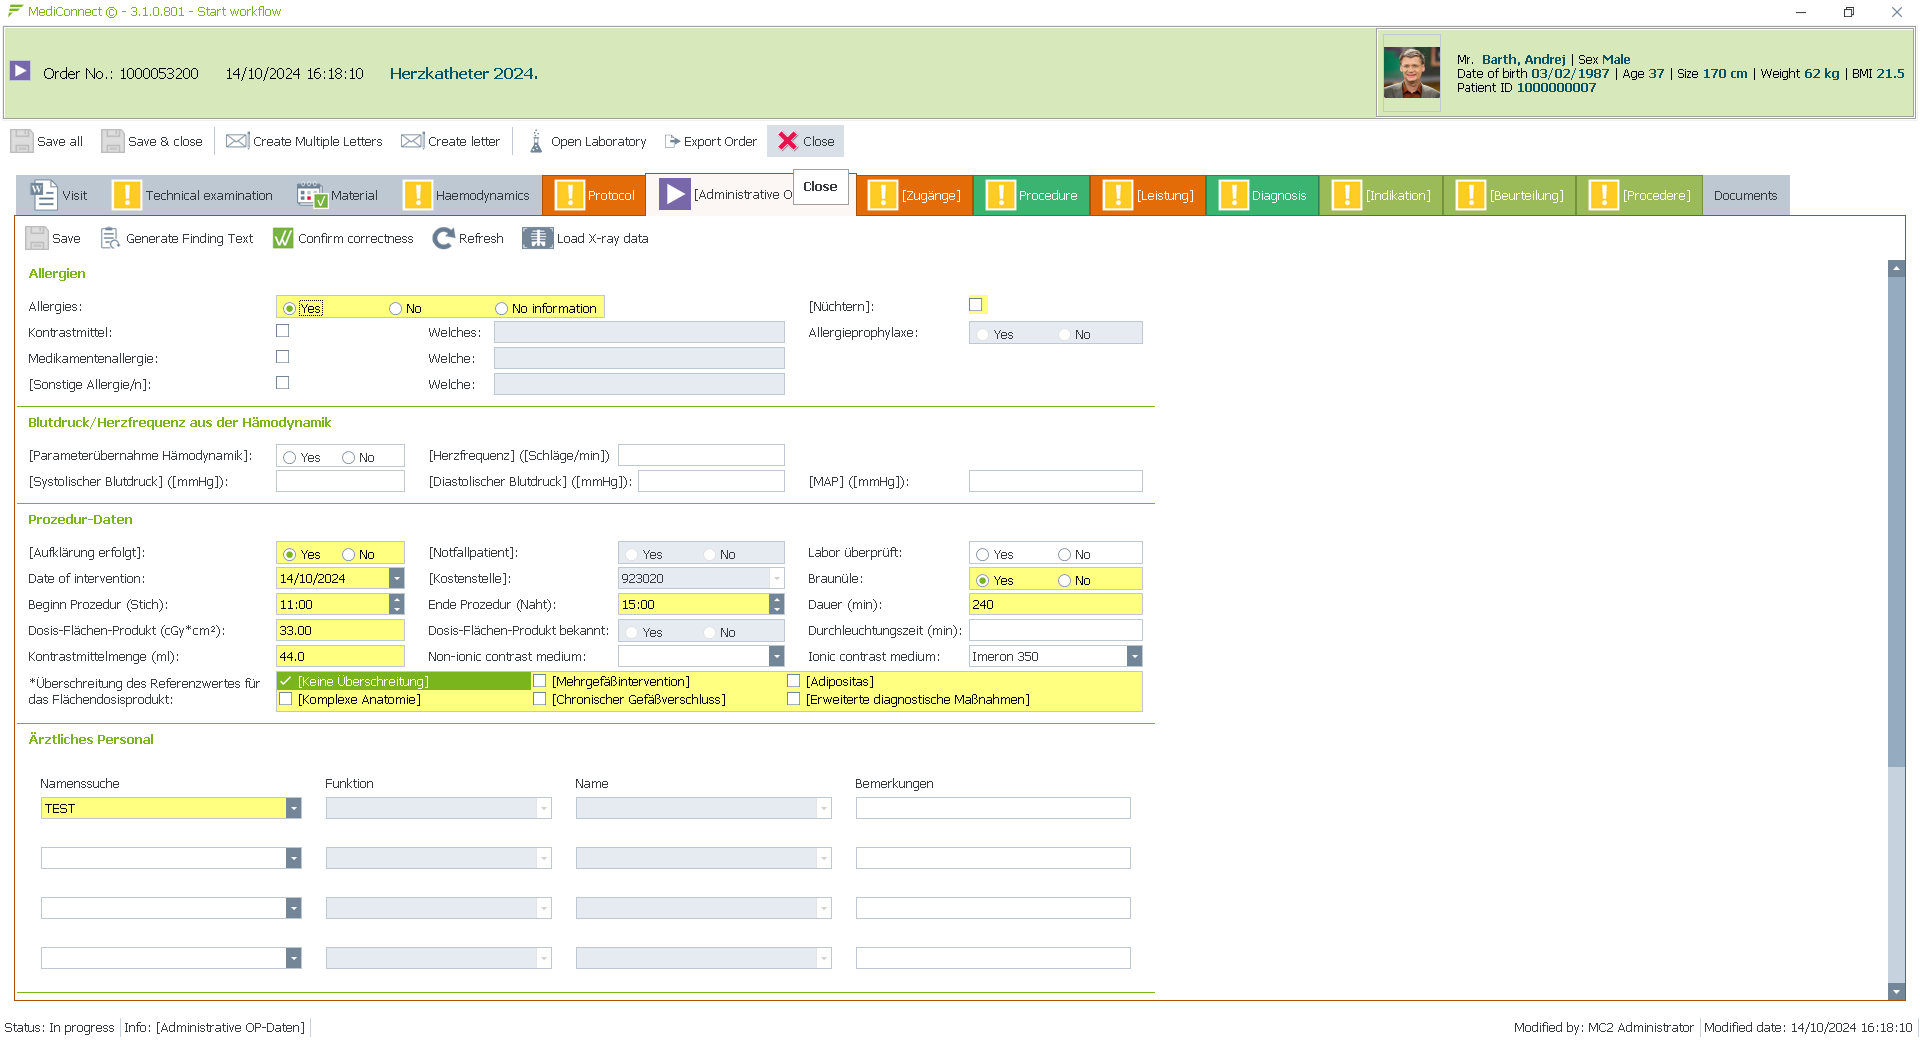 MediConnect © - 3.1.0.801 - Start workflow
Order No.: 1000053200 14/10/2024 16:18:10 Herzkatheter 2024.
Mr. Barth, Andrej | Sex Male
Date of birth 03/02/1987 | Age 37 | Size 170 cm | Weight 62 kg | BMI 21.5
Patient ID 1000000007
Save all Save & close Create Multiple Letters Create letter Open Laboratory Export Order Close
Visit Technical examination Material Haemodynamics Protocol [Administrative O Close [Zugänge] Procedure [Leistung] Diagnosis [Indikation] [Beurteilung] [Procedere] Documents
Save Generate Finding Text Confirm correctness Refresh Load X-ray data
Allergien
Allergies: Yes No No information [Nüchtern]:
Kontrastmittel: Welches: Allergieprophylaxe: Yes No
Medikamentenallergie: Welche:
[Sonstige Allergie/n]: Welche:
Blutdruck/Herzfrequenz aus der Hämodynamik
[Parameterübernahme Hämodynamik]: Yes No [Herzfrequenz] ([Schläge/min])
[Systolischer Blutdruck] ([mmHg]): [Diastolischer Blutdruck] ([mmHg]): [MAP] ([mmHg]):
Prozedur-Daten
[Aufklärung erfolgt]: Yes No [Notfallpatient]: Yes No Labor überprüft: Yes No
Date of intervention: 14/10/2024 [Kostenstelle]: 923020 Braunüle: Yes No
Beginn Prozedur (Stich): 11:00 Ende Prozedur (Naht): 15:00 Dauer (min): 240
Dosis-Flächen-Produkt (cGy*cm²): 33.00 Dosis-Flächen-Produkt bekannt: Yes No Durchleuchtungszeit (min):
Kontrastmittelmenge (ml): 44.0 Non-ionic contrast medium: Ionic contrast medium: Imeron 350
*Überschreitung des Referenzwertes für [Keine Überschreitung] [Mehrgefäßintervention] [Adipositas]
das Flächendosisprodukt: [Komplexe Anatomie] [Chronischer Gefäßverschluss] [Erweiterte diagnostische Maßnahmen]
Ärztliches Personal
Namenssuche Funktion Name Bemerkungen
TEST
Status: In progress Info: [Administrative OP-Daten] Modified by: MC2 Administrator Modified date: 14/10/2024 16:18:10